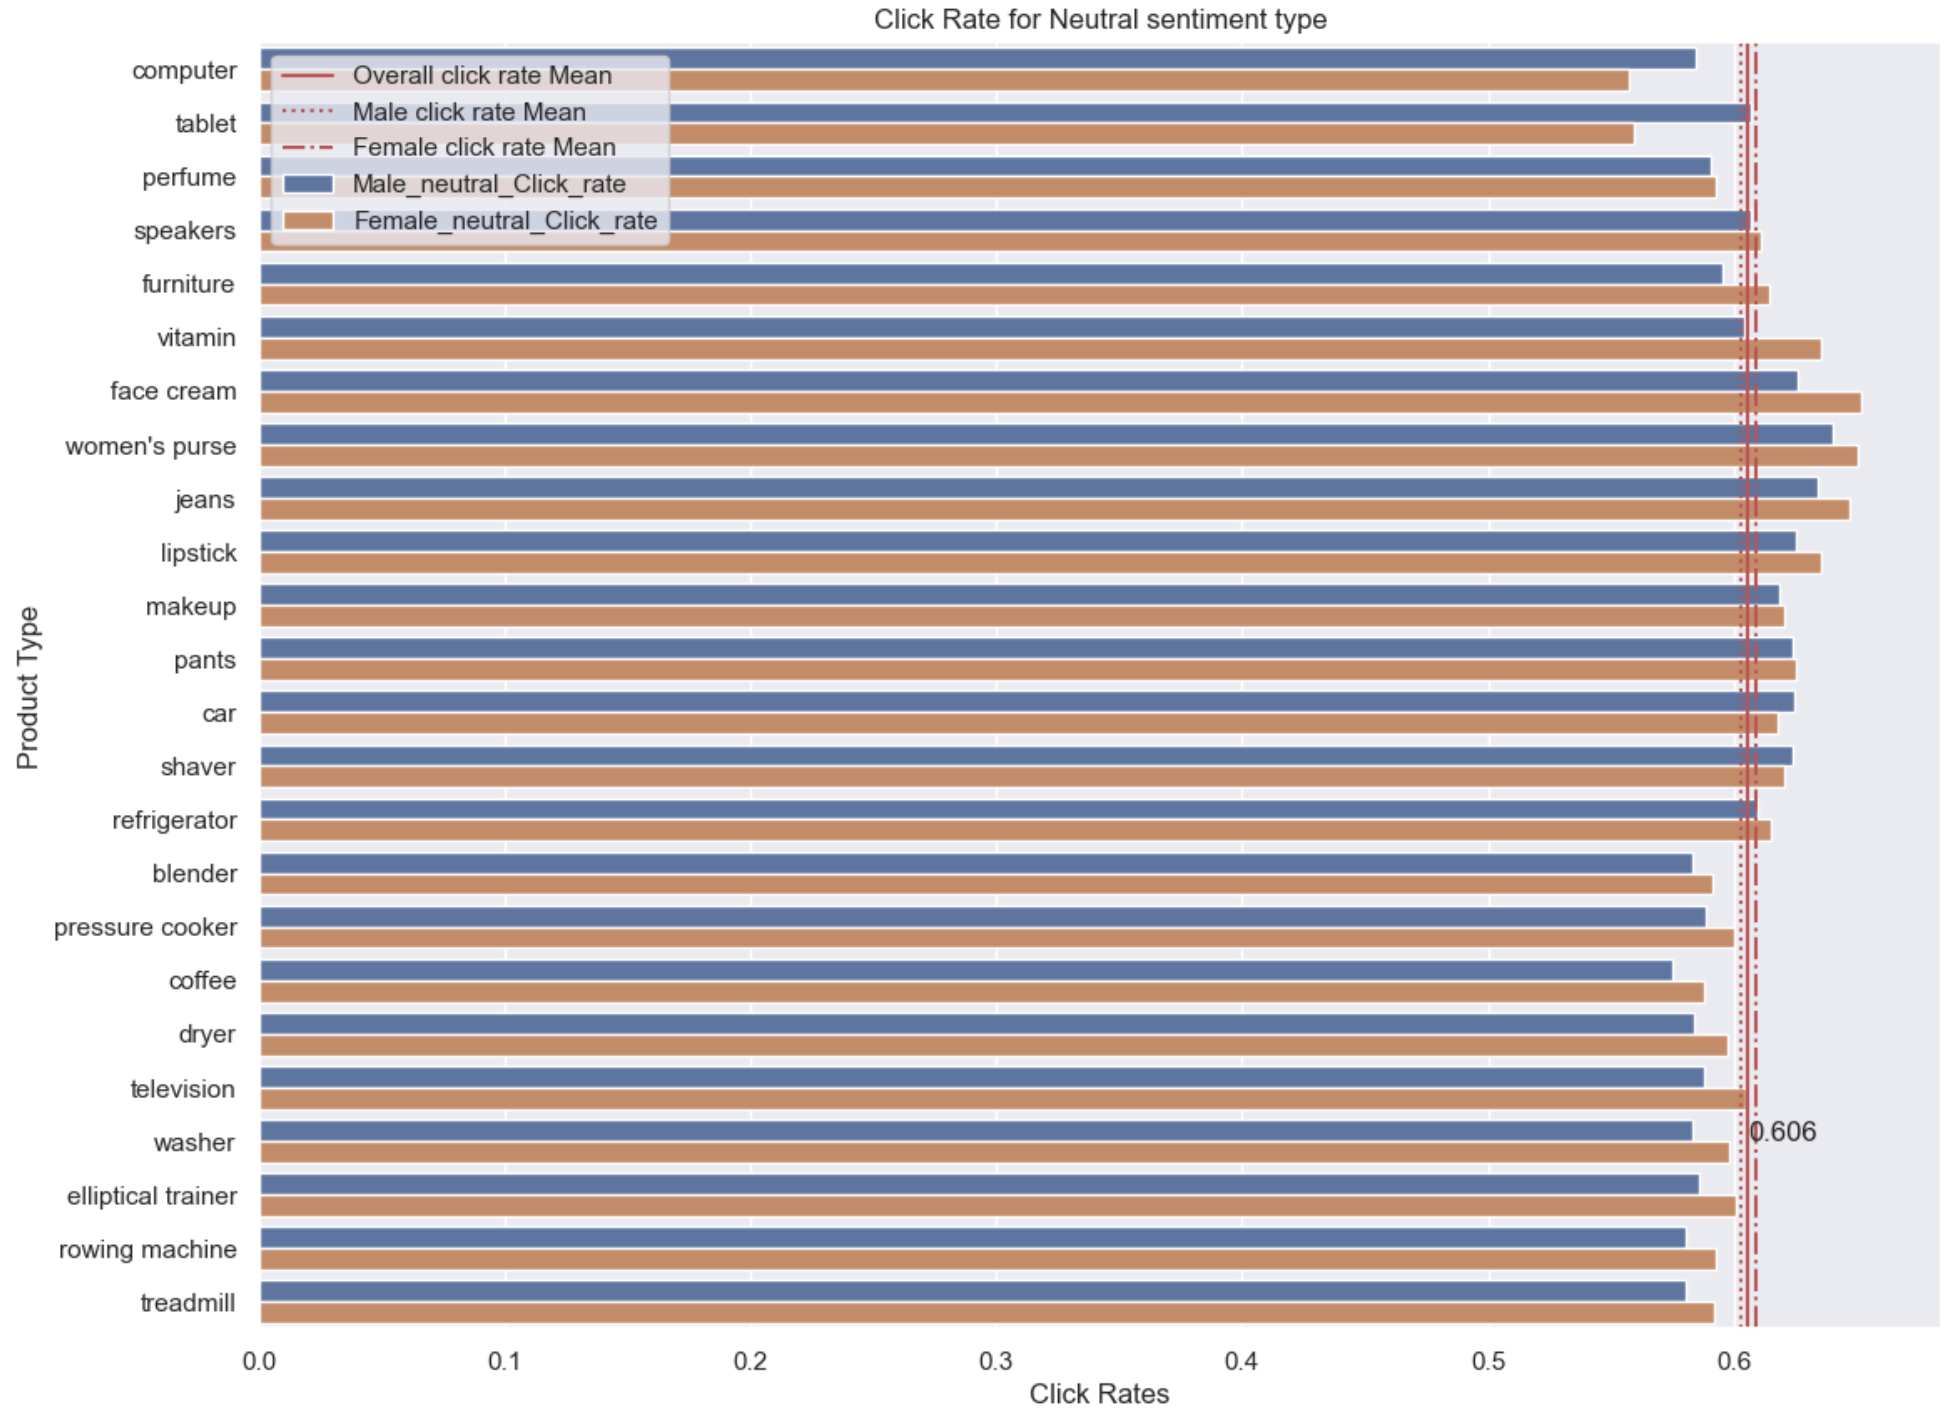 Click Rate for Neutral sentiment type
computer
tablet
perfume
speakers
furniture
vitamin
face cream
women's purse
jeans
lipstick
makeup
pants
car
shaver
refrigerator
blender
pressure cooker
coffee
dryer
television
washer
elliptical trainer
rowing machine
treadmill
Product Type
Overall click rate Mean
Male click rate Mean
Female click rate Mean
Male_neutral_Click_rate
Female_neutral_Click_rate
0.606
0.0 0.1 0.2 0.3 0.4 0.5 0.6
Click Rates